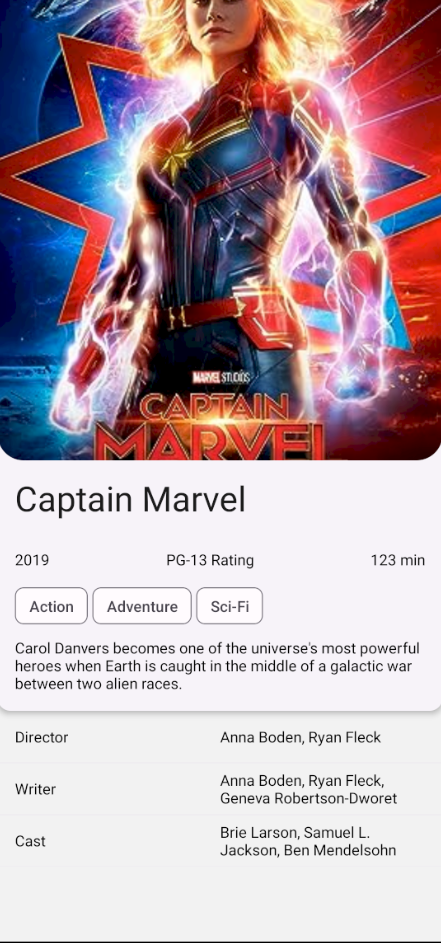 MARVEL STUDIOS
CAPTAIN
MARVEL
Captain Marvel
2019 PG-13 Rating 123 min
Action Adventure Sci-Fi
Carol Danvers becomes one of the universe's most powerful
heroes when Earth is caught in the middle of a galactic war
between two alien races.
Director Anna Boden, Ryan Fleck
Writer Anna Boden, Ryan Fleck,
Geneva Robertson-Dworet
Cast Brie Larson, Samuel L.
Jackson, Ben Mendelsohn